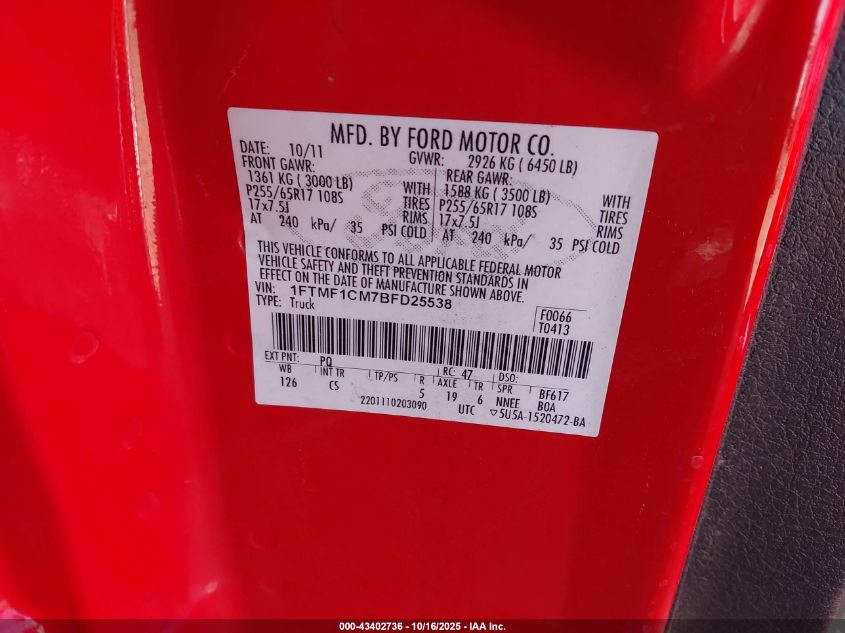 MFD. BY FORD MOTOR CO.
DATE: 10/11 GVWR: 2926 KG ( 6450 LB)
FRONT GAWR: REAR GAWR:
1361 KG ( 3000 LB) WITH 1588 KG ( 3500 LB) WITH
P255/65R17 108S TIRES P255/65R17 108S TIRES
17x7.5J RIMS 17x7.5J RIMS
AT 240 kPa/ 35 PSI COLD AT 240 kPa/ 35 PSI COLD
THIS VEHICLE CONFORMS TO ALL APPLICABLE FEDERAL MOTOR
VEHICLE SAFETY AND THEFT PREVENTION STANDARDS IN
EFFECT ON THE DATE OF MANUFACTURE SHOWN ABOVE.
VIN: 1FTMF1CM7BFD25538
TYPE: Truck
F0066
T0413
EXT PNT: PQ RC: 47 DSO:
WB INT TR TP/PS R AXLE TR SPR BF617
126 CS 5 19 6 NNEE BOA
2201110203090 UTC ▽5U5A-1520472-BA
000-43402736 - 10/16/2025 - IAA Inc.